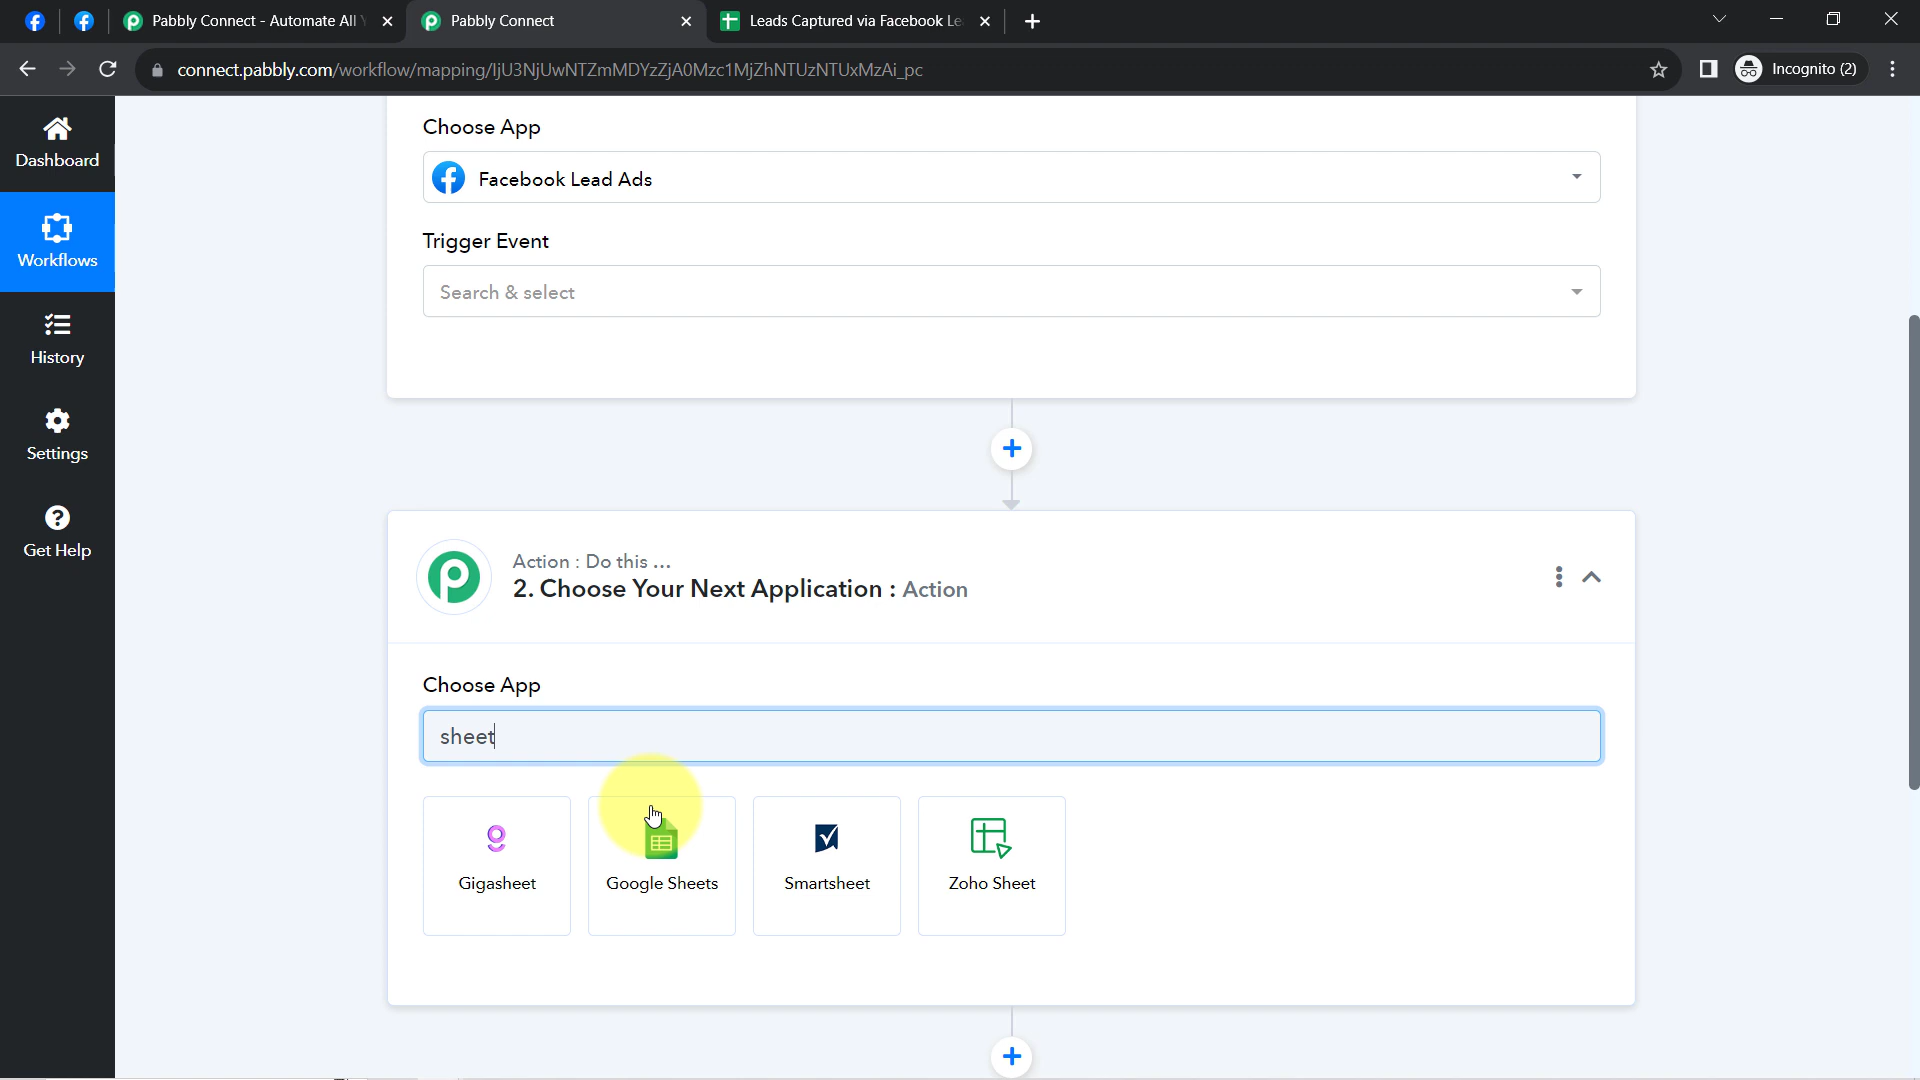 Pabbly Connect - Automate All
Pabbly Connect
Leads Captured via Facebook Le
connect.pabbly.com/workflow/mapping/IjU3NjUwNTZmMDYzZjA0Mzc1MjZhNTUzNTUxMzAi_pc
Incognito (2)
Dashboard
Workflows
History
Settings
Get Help
Choose App
Facebook Lead Ads
Trigger Event
Search & select
Action : Do this ...
2. Choose Your Next Application : Action
Choose App
sheet
Gigasheet
Google Sheets
Smartsheet
Zoho Sheet